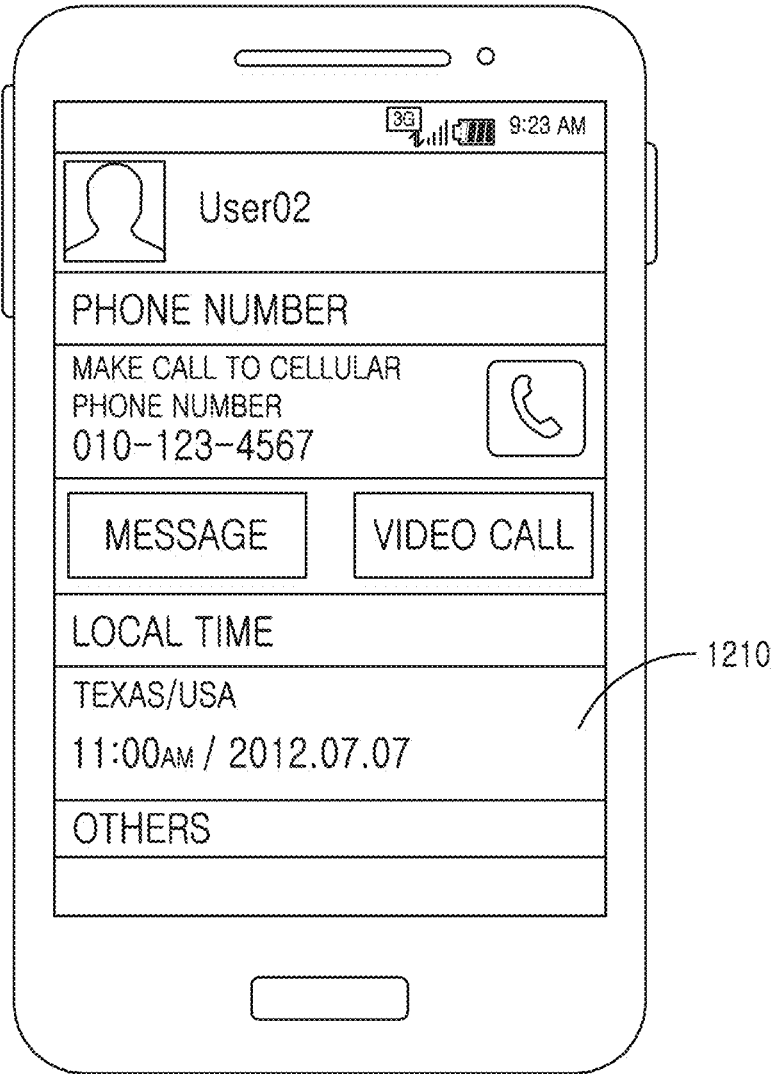 3G 9:23 AM
User02
PHONE NUMBER
MAKE CALL TO CELLULAR
PHONE NUMBER
010-123-4567
MESSAGE VIDEO CALL
LOCAL TIME
1210
TEXAS/USA
11:00AM / 2012.07.07
OTHERS